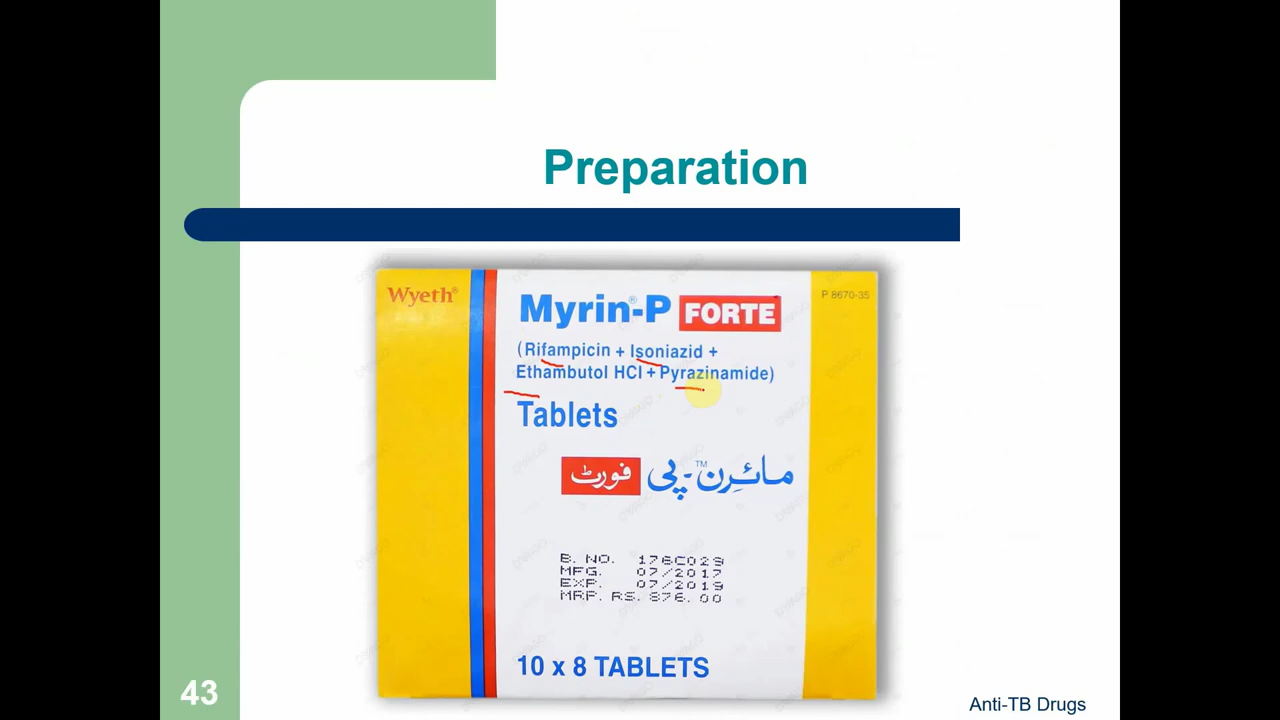 Preparation
Wyeth®
P 8670-35
Myrin®-P FORTE
(Rifampicin + Isoniazid +
Ethambutol HCl + Pyrazinamide)
Tablets
مائرن™-پی فورٹ
B. NO. 176C029
MFG. 07/2017
EXP. 07/2019
MRP. RS. 876.00
10 x 8 TABLETS
43
Anti-TB Drugs